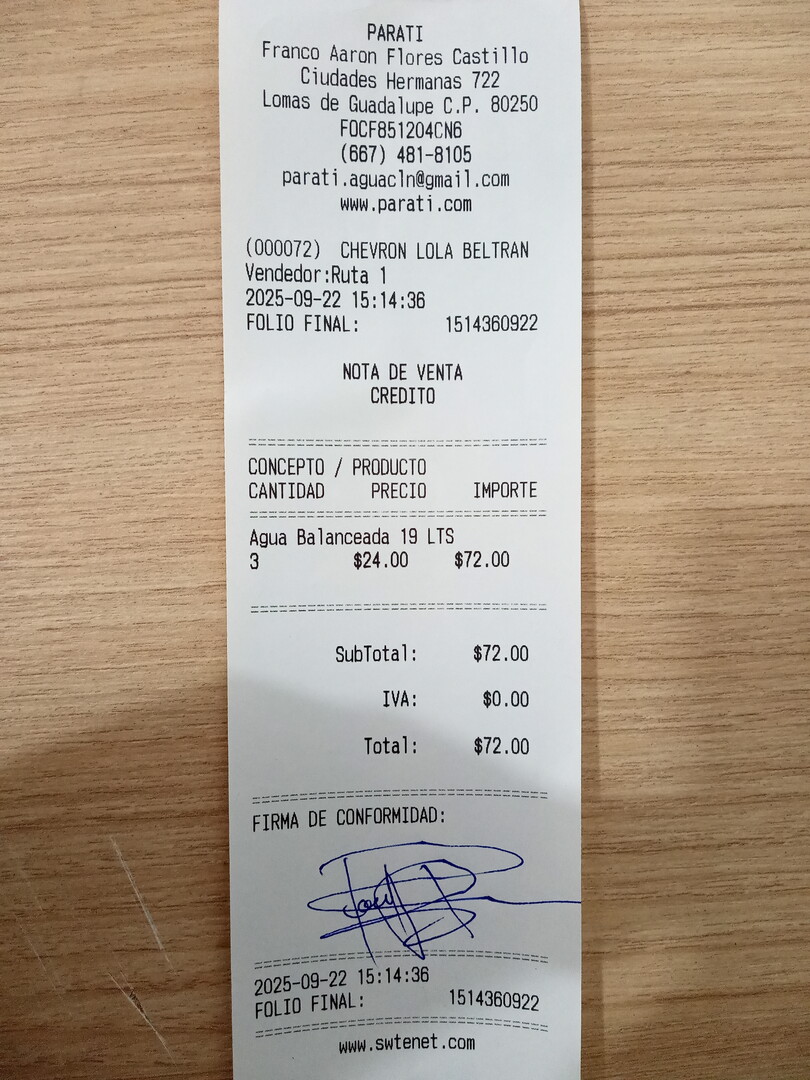 PARATI
Franco Aaron Flores Castillo
Ciudades Hermanas 722
Lomas de Guadalupe C.P. 80250
FOCF851204CN6
(667) 481-8105
parati.aguacln@gmail.com
www.parati.com
(000072) CHEVRON LOLA BELTRAN
Vendedor:Ruta 1
2025-09-22 15:14:36
FOLIO FINAL: 1514360922
NOTA DE VENTA
CREDITO
CONCEPTO / PRODUCTO
CANTIDAD PRECIO IMPORTE
Agua Balanceada 19 LTS
3 $24.00 $72.00
SubTotal: $72.00
IVA: $0.00
Total: $72.00
FIRMA DE CONFORMIDAD:
2025-09-22 15:14:36
FOLIO FINAL: 1514360922
www.swtenet.com